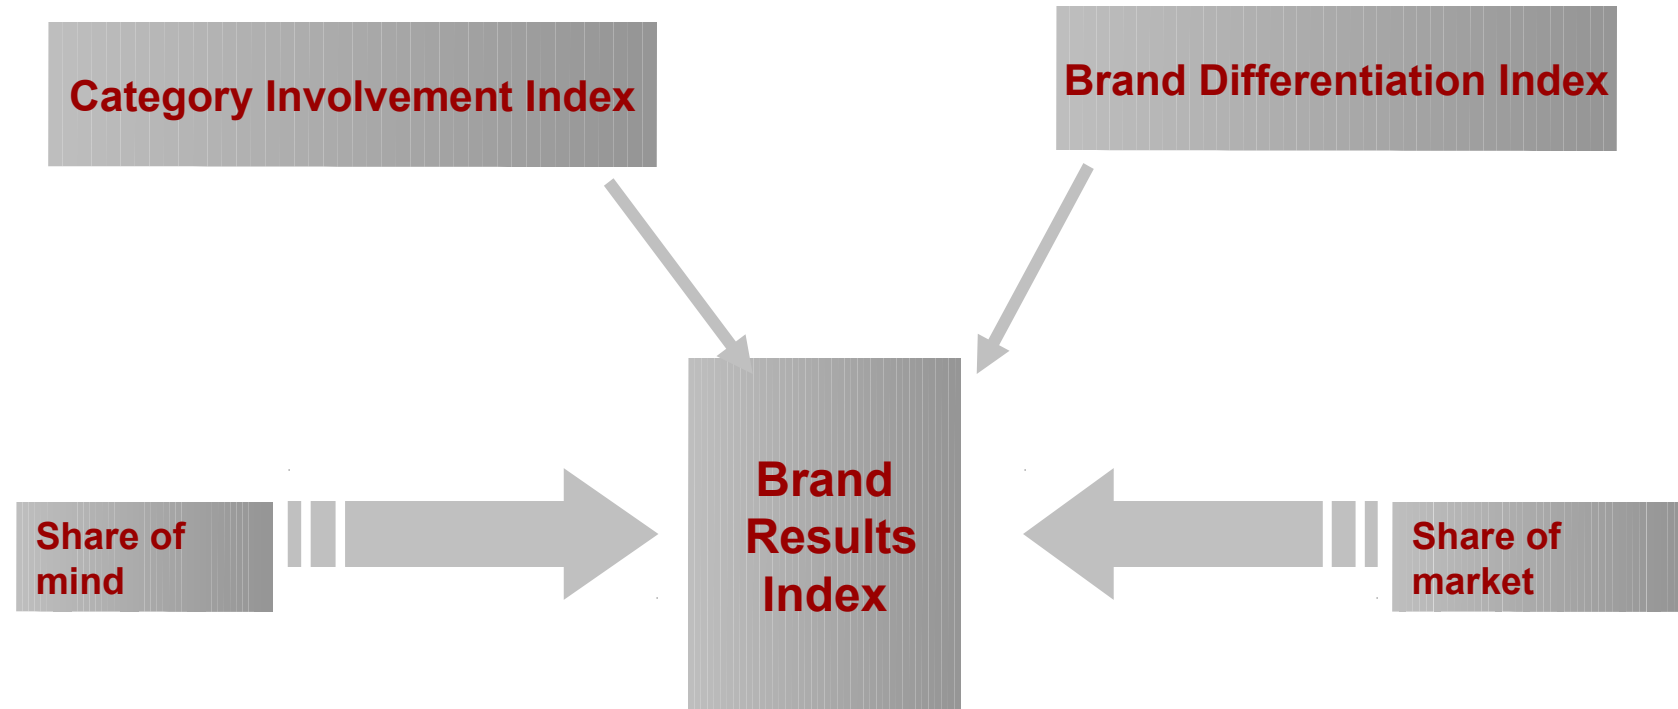 Category Involvement Index
Brand Differentiation Index
Share of
mind
Brand
Results
Index
Share of
market